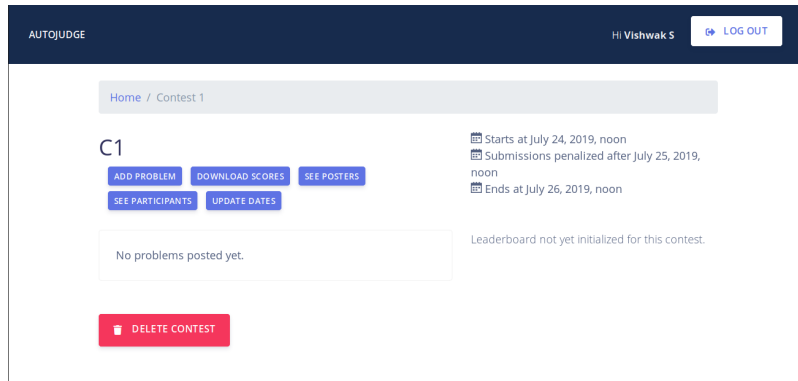 AUTOJUDGE
Hi Vishwak S
LOG OUT
Home / Contest 1
C1
ADD PROBLEM DOWNLOAD SCORES SEE POSTERS
SEE PARTICIPANTS UPDATE DATES
Starts at July 24, 2019, noon
Submissions penalized after July 25, 2019,
noon
Ends at July 26, 2019, noon
No problems posted yet.
Leaderboard not yet initialized for this contest.
DELETE CONTEST